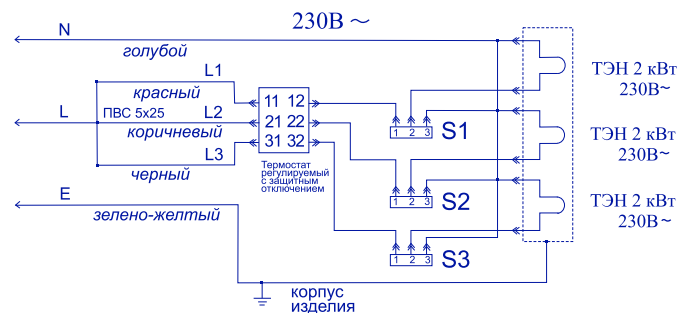 230В ~
N
голубой
L1
красный
L
ПВС 5х25
L2
коричневый
L3
черный
11 12
21 22
31 32
Термостат
регулируемый
с защитным
отключением
E
зелено-желтый
1 2 3
S1
1 2 3
S2
1 2 3
S3
ТЭН 2 кВт
230В~
ТЭН 2 кВт
230В~
ТЭН 2 кВт
230В~
корпус
изделия